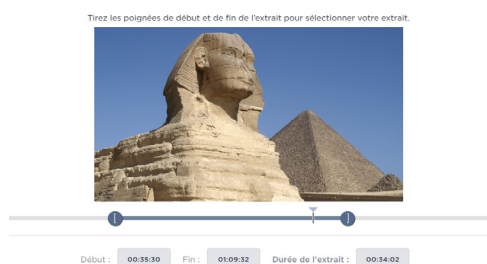 Tirez les poignées de début et de fin de l'extrait pour sélectionner votre extrait.
Début : 00:35:30 Fin : 01:09:32 Durée de l'extrait : 00:34:02